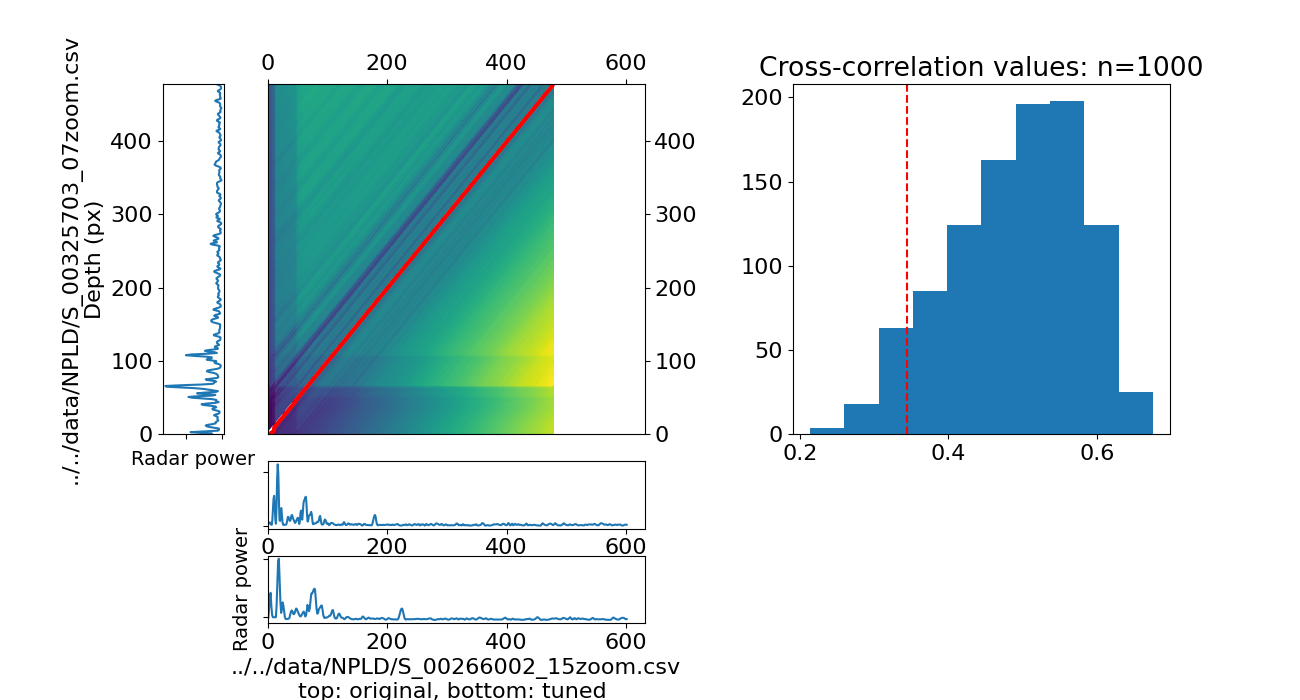 0 200 400 600
Cross-correlation values: n=1000
../../data/NPLD/S_00325703_07zoom.csv
Depth (px)
400
300
200
100
0
Radar power
400
300
200
100
0
200
150
100
50
0
0.2 0.4 0.6
0 200 400 600
Radar power
0 200 400 600
../../data/NPLD/S_00266002_15zoom.csv
top: original, bottom: tuned